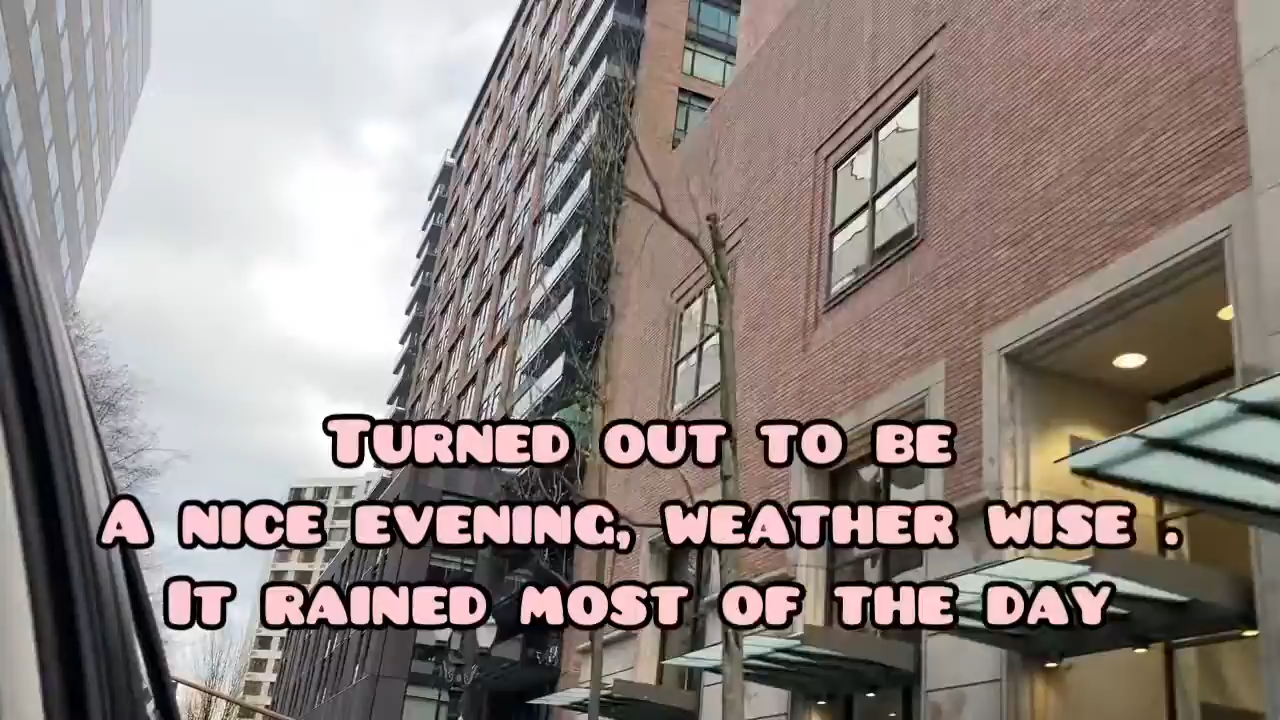 Turned out to be
a nice evening, weather wise .
It rained most of the day